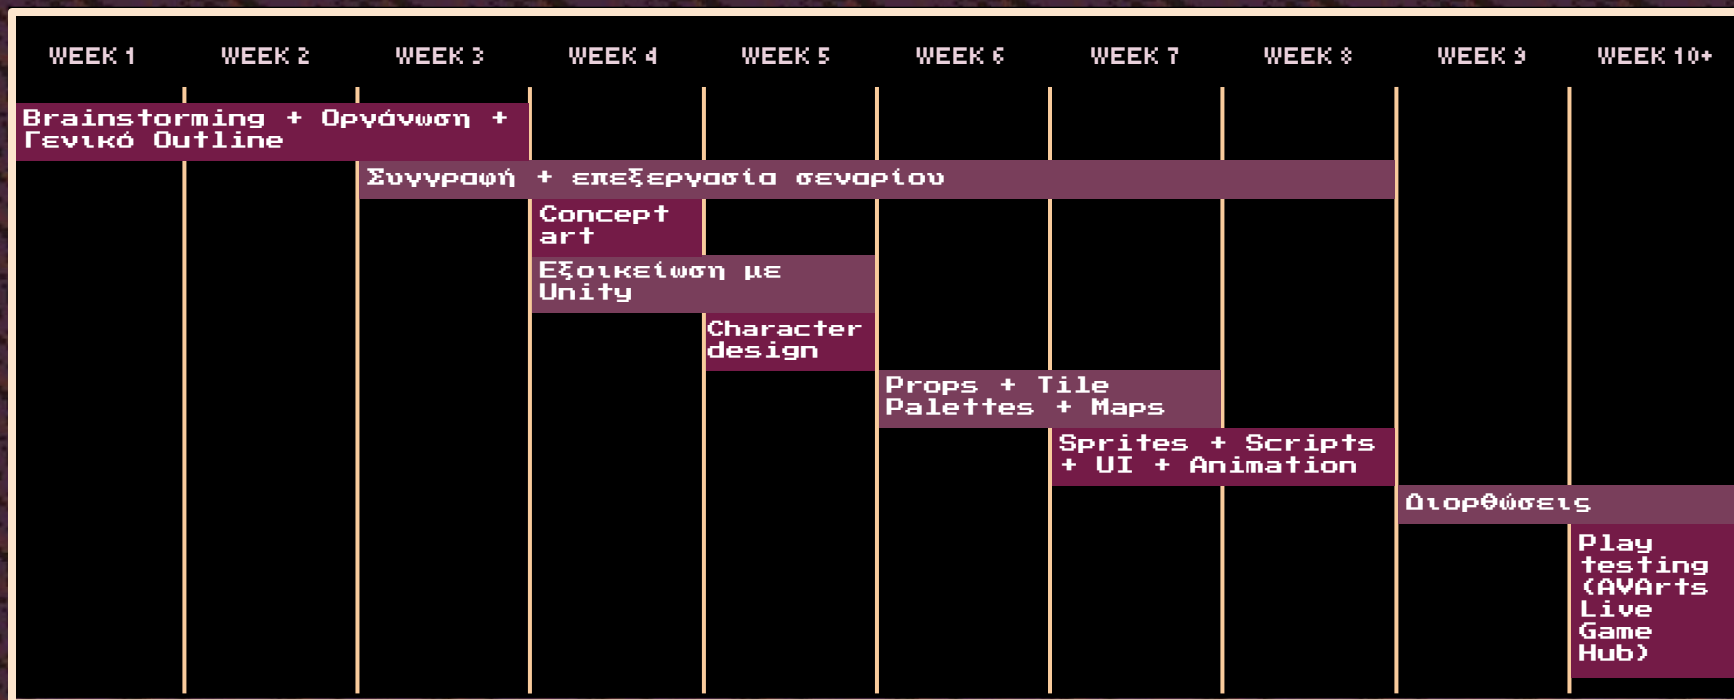 WEEK 1
WEEK 2
WEEK 3
WEEK 4
WEEK 5
WEEK 6
WEEK 7
WEEK 8
WEEK 9
WEEK 10+
Brainstorming + Οργάνωση +
Γενικό Outline
Συγγραφή + επεξεργασία σεναρίου
Concept
art
Εξοικείωση με
Unity
Character
design
Props + Tile
Palettes + Maps
Sprites + Scripts
+ UI + Animation
Διορθώσεις
Play
testing
(AVArts
Live
Game
Hub)